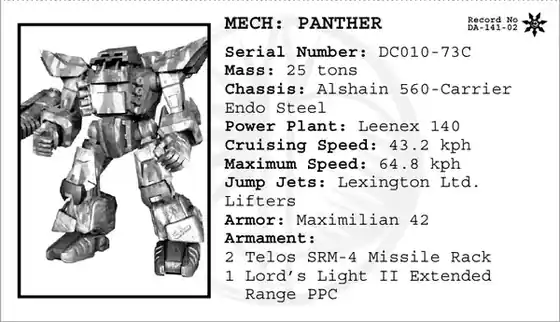 MECH: PANTHER
Record No
DA-141-02
Serial Number: DC010-73C
Mass: 25 tons
Chassis: Alshain 560-Carrier
Endo Steel
Power Plant: Leenex 140
Cruising Speed: 43.2 kph
Maximum Speed: 64.8 kph
Jump Jets: Lexington Ltd.
Lifters
Armor: Maximilian 42
Armament:
2 Telos SRM-4 Missile Rack
1 Lord's Light II Extended
Range PPC